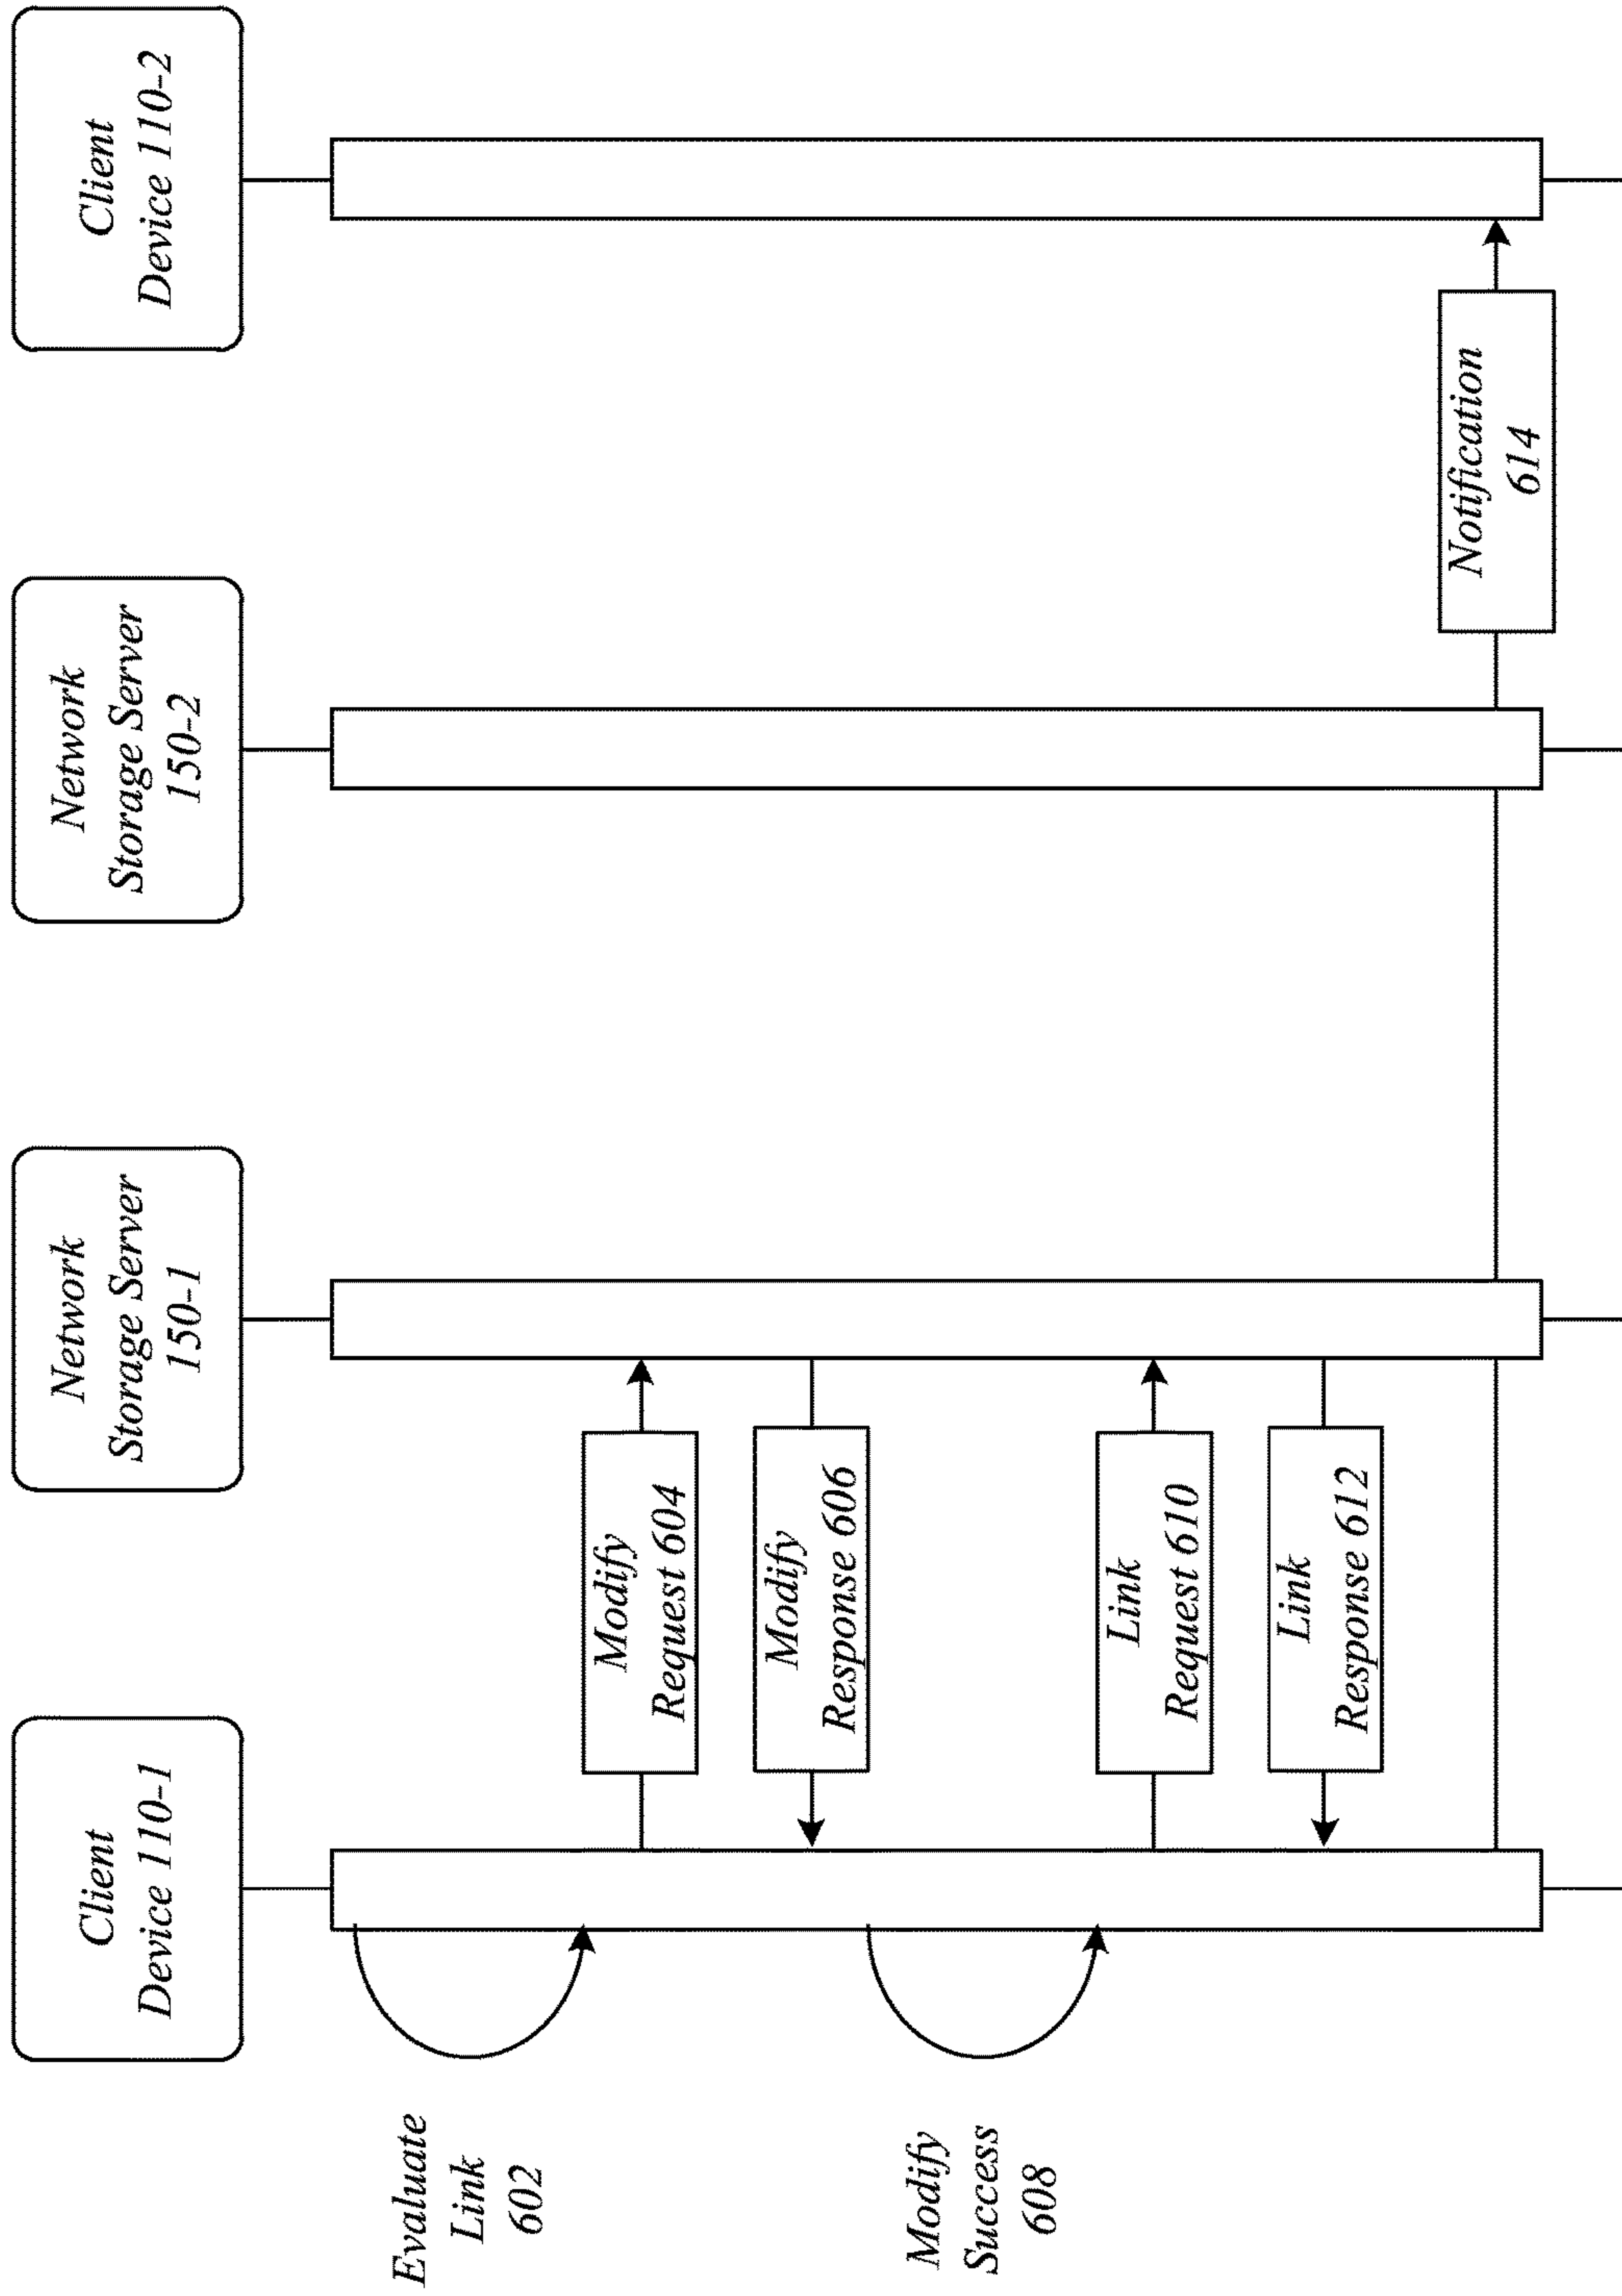 Client
Device 110-1
Network
Storage Server
150-1
Network
Storage Server
150-2
Client
Device 110-2
Evaluate
Link
602
Modify
Request 604
Modify
Response 606
Modify
Success
608
Link
Request 610
Link
Response 612
Notification
614